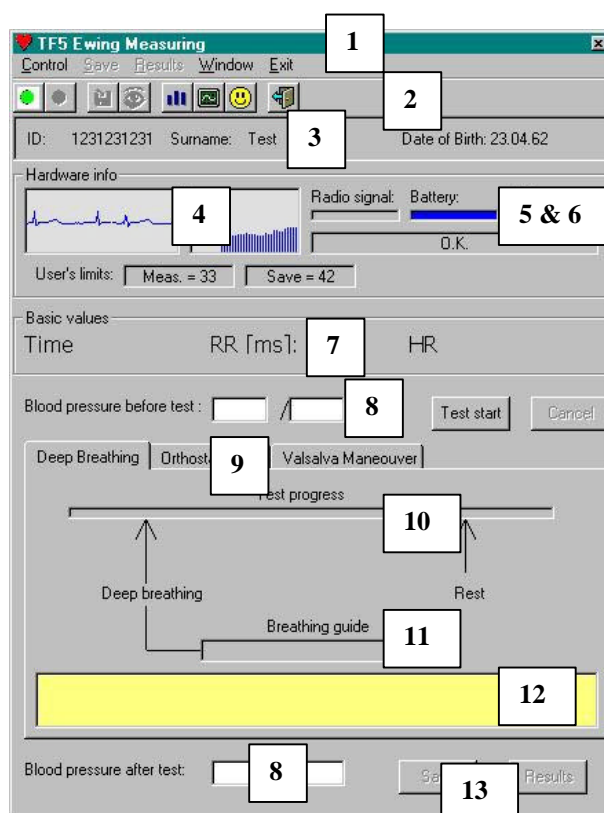 1
TF5 Ewing Measuring
Control Save Results Window Exit
2
ID: 1231231231 Surname: Test 3 Date of Birth: 23.04.62
Hardware info
4 Radio signal: Battery: 5 & 6
O.K.
User's limits: Meas. = 33 Save = 42
Basic values
Time RR [ms]: 7 HR
Blood pressure before test : / 8 Test start Cancel
Deep Breathing 9 Valsalva Maneouver
progress
10
Deep breathing Rest
Breathing guide
11
12
Blood pressure after test: 8 Results
13